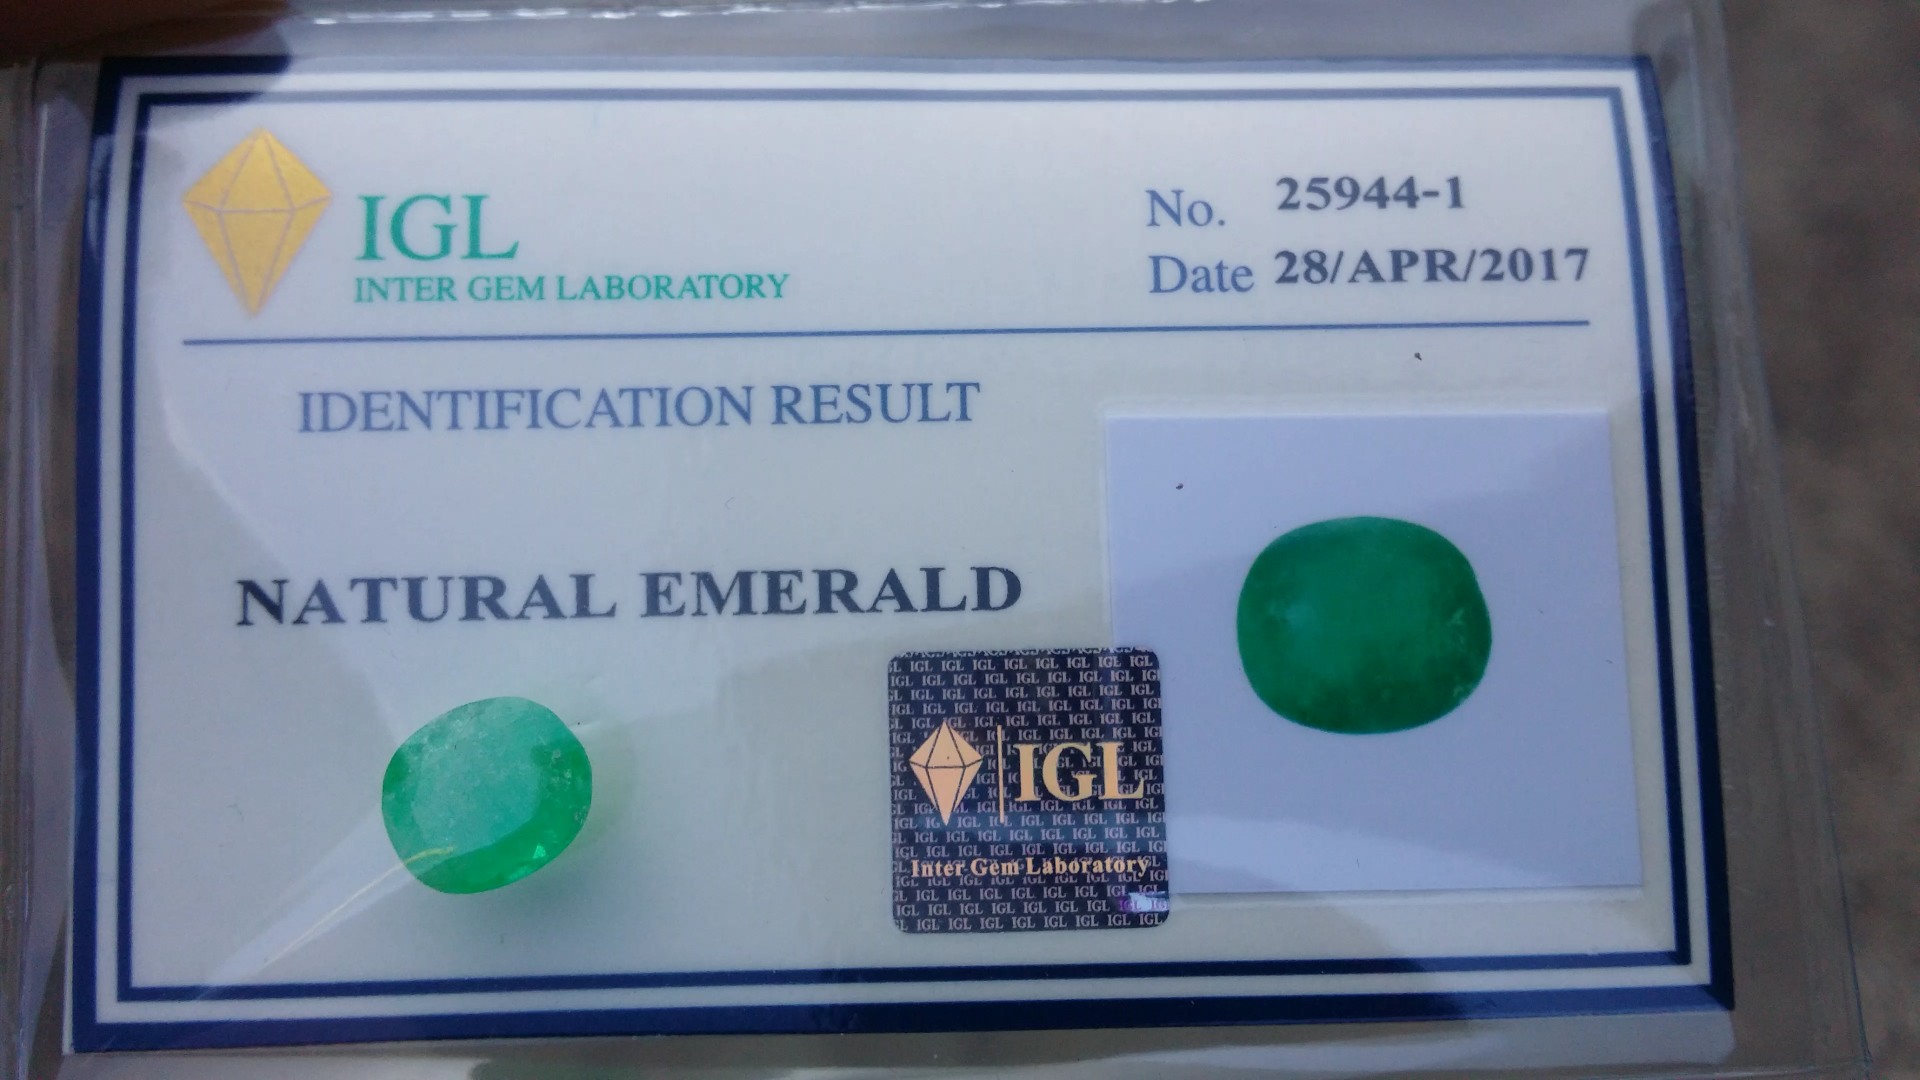 IGL
INTER GEM LABORATORY
No. 25944-1
Date 28/APR/2017
IDENTIFICATION RESULT
NATURAL EMERALD
IGL
Inter Gem Laboratory